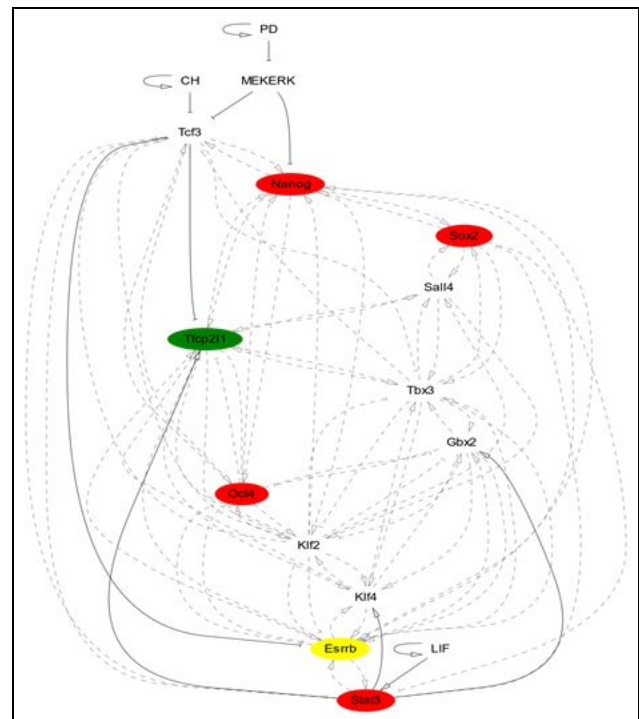 PD
CH
MEKERK
Tcf3
Nanog
Sox2
Sall4
Tfcp2l1
Tbx3
Gbx2
Oct4
Klf2
Klf4
Esrrb
LIF
Stat3